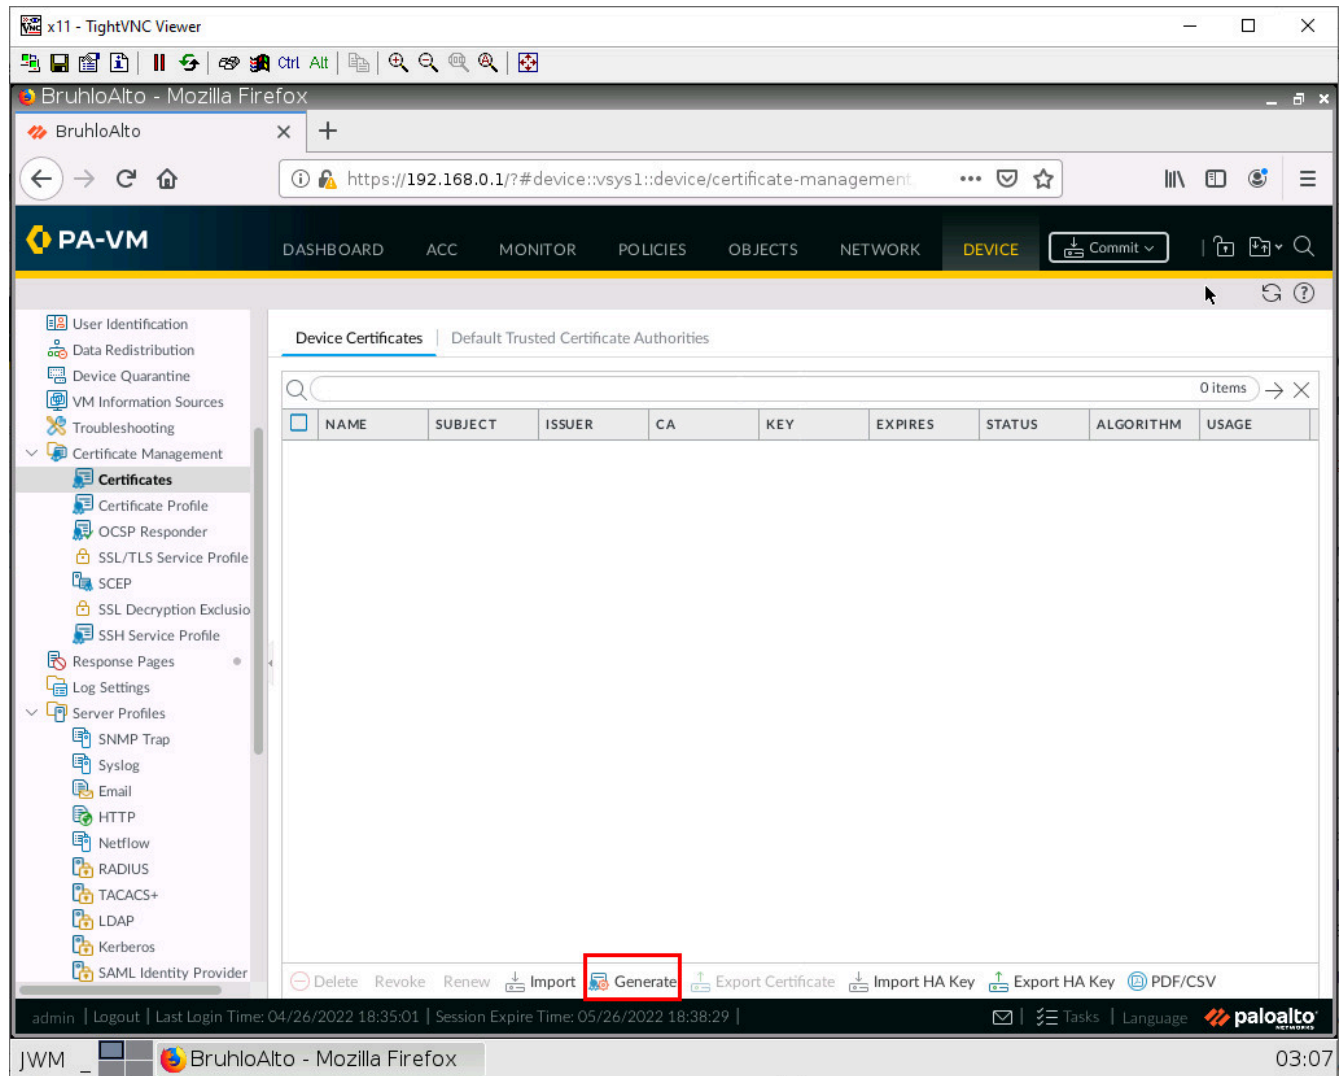 x11 - TightVNC Viewer
Ctrl Alt
BruhloAlto - Mozilla Firefox
BruhloAlto
https://192.168.0.1/?#device::vsys1::device/certificate-management
PA-VM
DASHBOARD ACC MONITOR POLICIES OBJECTS NETWORK DEVICE Commit
User Identification
Data Redistribution
Device Quarantine
VM Information Sources
Troubleshooting
Certificate Management
Certificates
Certificate Profile
OCSP Responder
SSL/TLS Service Profile
SCEP
SSL Decryption Exclusio
SSH Service Profile
Response Pages
Log Settings
Server Profiles
SNMP Trap
Syslog
Email
HTTP
Netflow
RADIUS
TACACS+
LDAP
Kerberos
SAML Identity Provider
Device Certificates | Default Trusted Certificate Authorities
0 items
NAME SUBJECT ISSUER CA KEY EXPIRES STATUS ALGORITHM USAGE
Delete Revoke Renew Import Generate Export Certificate Import HA Key Export HA Key PDF/CSV
admin | Logout | Last Login Time: 04/26/2022 18:35:01 | Session Expire Time: 05/26/2022 18:38:29 | | Tasks | Language paloalto NETWORKS
JWM _ BruhloAlto - Mozilla Firefox 03:07